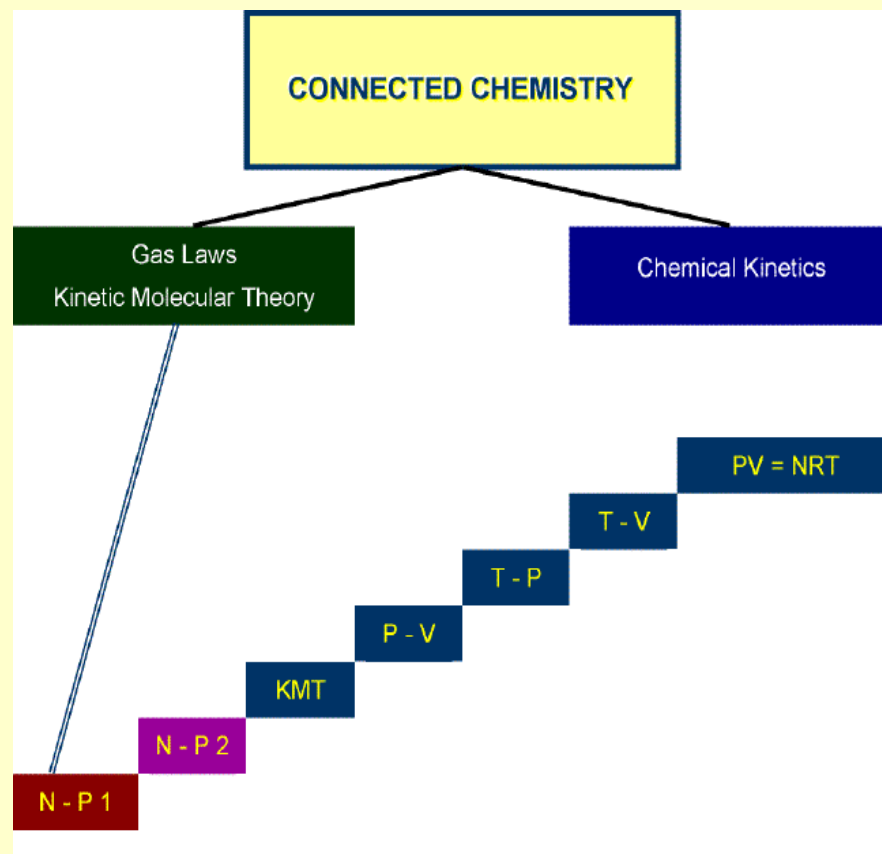 CONNECTED CHEMISTRY
Gas Laws
Kinetic Molecular Theory
Chemical Kinetics
PV = NRT
T - V
T - P
P - V
KMT
N - P 2
N - P 1